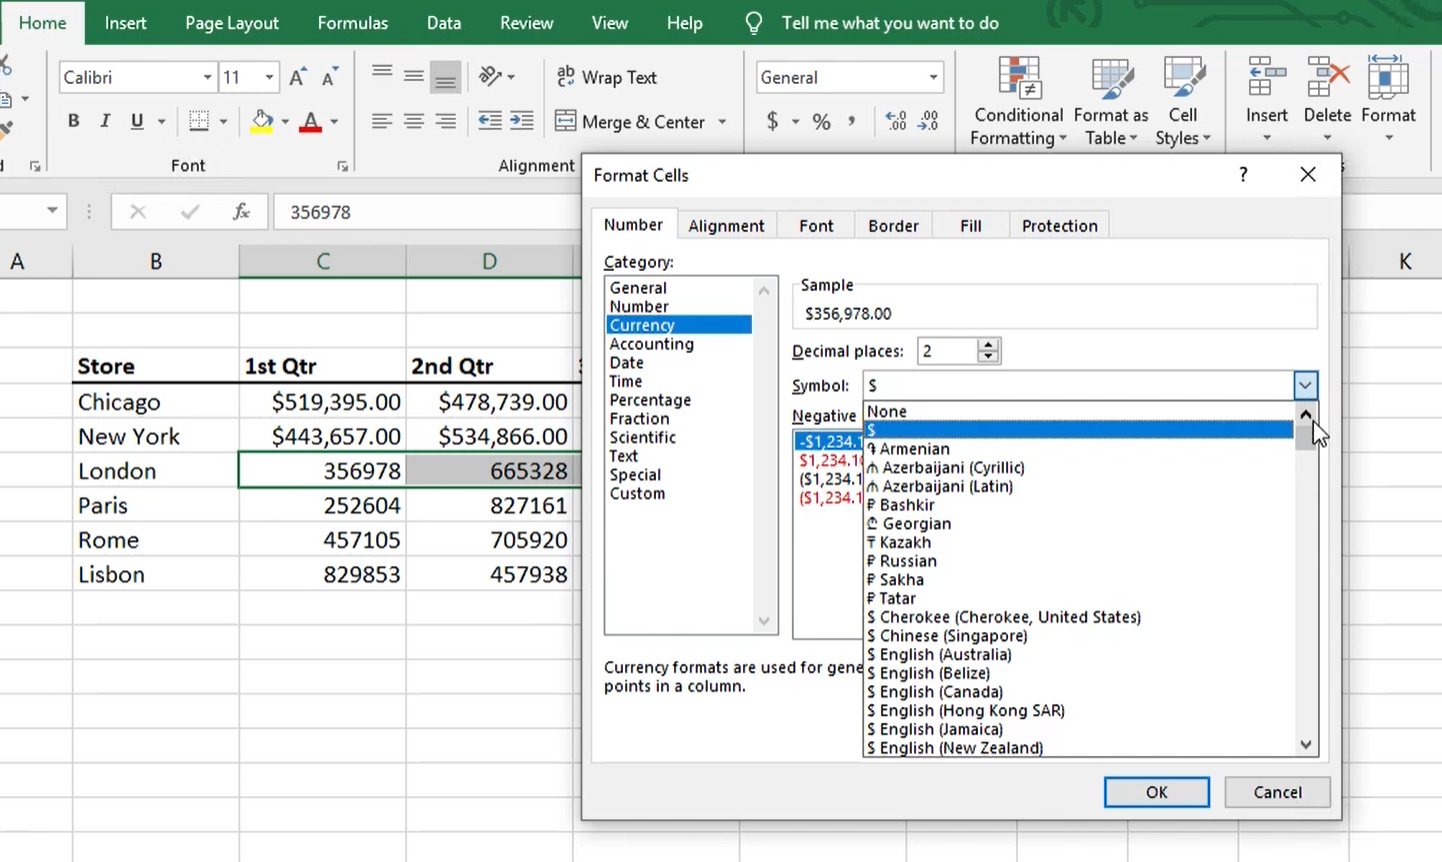 Home Insert Page Layout Formulas Data Review View Help Tell me what you want to do
Calibri 11 A A ab c Wrap Text General
B I U A Merge & Center $ % , .00 .00
Conditional Formatting Format as Table Cell Styles Insert Delete Format
Font Alignment
fx 356978
A B C D K
Store 1st Qtr 2nd Qtr
Chicago $519,395.00 $478,739.00
New York $443,657.00 $534,866.00
London 356978 665328
Paris 252604 827161
Rome 457105 705920
Lisbon 829853 457938
Format Cells ?
Number Alignment Font Border Fill Protection
Category:
General
Number
Currency
Accounting
Date
Time
Percentage
Fraction
Scientific
Text
Special
Custom
Sample
$356,978.00
Decimal places: 2
Symbol: $
Negative
-$1,234.1
$1,234.10
($1,234.1
($1,234.1
None
$
֏ Armenian
₼ Azerbaijani (Cyrillic)
₼ Azerbaijani (Latin)
₽ Bashkir
₾ Georgian
₸ Kazakh
₽ Russian
₽ Sakha
₽ Tatar
$ Cherokee (Cherokee, United States)
$ Chinese (Singapore)
$ English (Australia)
$ English (Belize)
$ English (Canada)
$ English (Hong Kong SAR)
$ English (Jamaica)
$ English (New Zealand)
Currency formats are used for gene
points in a column.
OK Cancel